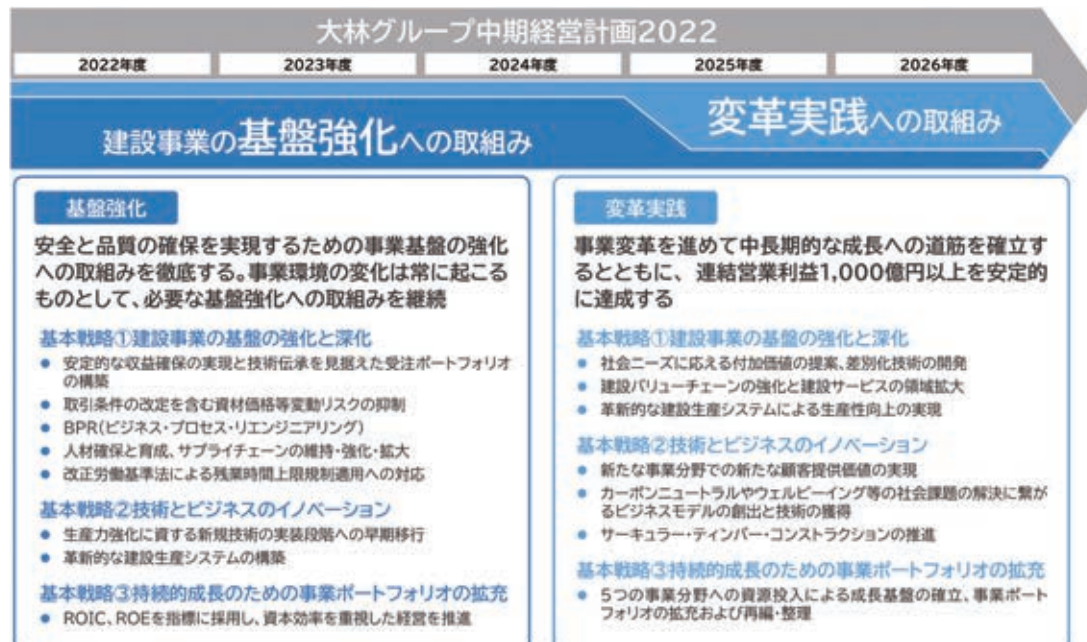 大林グループ中期経営計画2022
2022年度 2023年度 2024年度 2025年度 2026年度
建設事業の基盤強化への取組み
変革実践への取組み
基盤強化
安全と品質の確保を実現するための事業基盤の強化
への取組みを徹底する。事業環境の変化は常に起こる
ものとして、必要な基盤強化への取組みを継続
基本戦略①建設事業の基盤の強化と深化
● 安定的な収益確保の実現と技術伝承を見据えた受注ポートフォリオ
の構築
● 取引条件の改定を含む資材価格等変動リスクの抑制
● BPR(ビジネス・プロセス・リエンジニアリング)
● 人材確保と育成、サプライチェーンの維持・強化・拡大
● 改正労働基準法による残業時間上限規制適用への対応
基本戦略②技術とビジネスのイノベーション
● 生産力強化に資する新規技術の実装段階への早期移行
● 革新的な建設生産システムの構築
基本戦略③持続的成長のための事業ポートフォリオの拡充
● ROIC、ROEを指標に採用し、資本効率を重視した経営を推進
変革実践
事業変革を進めて中長期的な成長への道筋を確立す
るとともに、連結営業利益1,000億円以上を安定的
に達成する
基本戦略①建設事業の基盤の強化と深化
● 社会ニーズに応える付加価値の提案、差別化技術の開発
● 建設バリューチェーンの強化と建設サービスの領域拡大
● 革新的な建設生産システムによる生産性向上の実現
基本戦略②技術とビジネスのイノベーション
● 新たな事業分野での新たな顧客提供価値の実現
● カーボンニュートラルやウェルビーイング等の社会課題の解決に繋が
るビジネスモデルの創出と技術の獲得
● サーキュラー・ティンバー・コンストラクションの推進
基本戦略③持続的成長のための事業ポートフォリオの拡充
● 5つの事業分野への資源投入による成長基盤の確立、事業ポート
フォリオの拡充および再編・整理